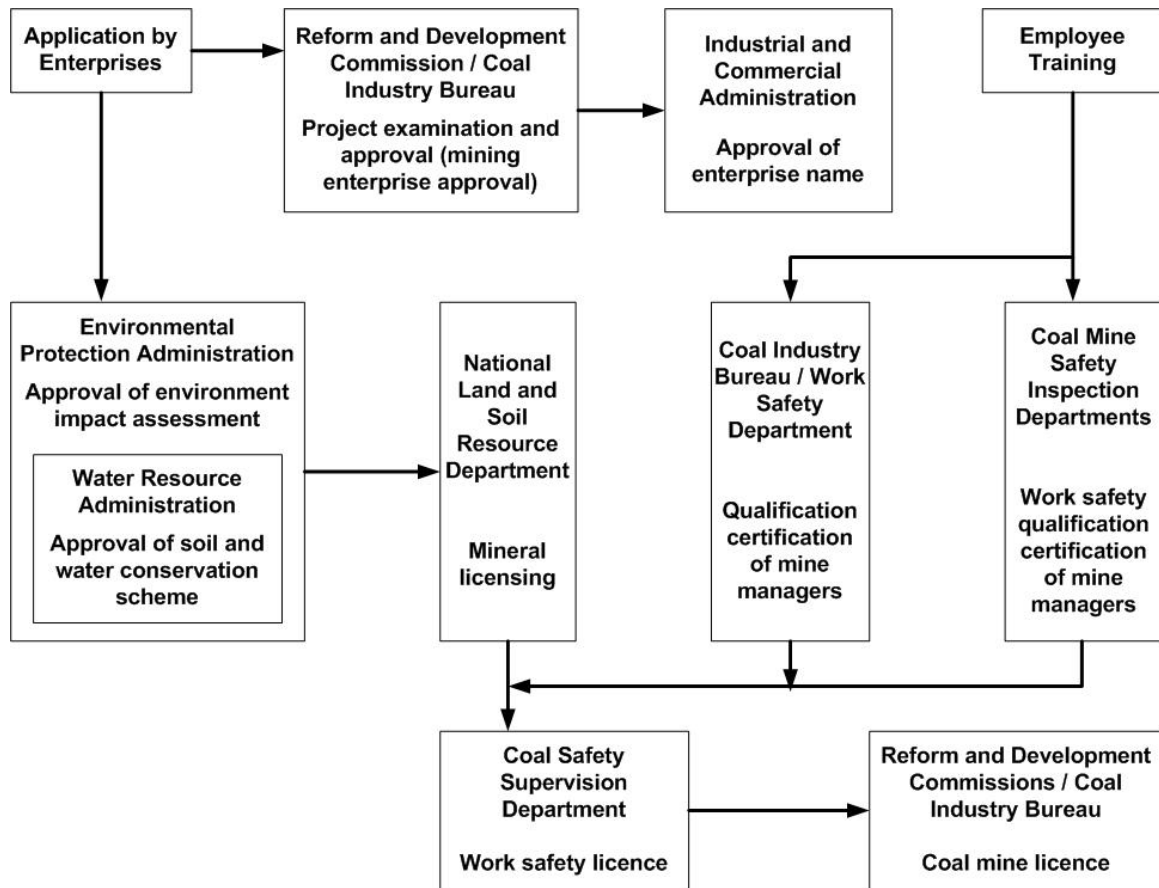 Application by
Enterprises
Reform and Development
Commission / Coal
Industry Bureau
Project examination and
approval (mining
enterprise approval)
Industrial and
Commercial
Administration
Approval of
enterprise name
Employee
Training
Environmental
Protection Administration
Approval of environment
impact assessment
Water Resource
Administration
Approval of soil and
water conservation
scheme
National
Land and
Soil
Resource
Department
Mineral
licensing
Coal Industry
Bureau / Work
Safety
Department
Qualification
certification
of mine
managers
Coal Mine
Safety
Inspection
Departments
Work safety
qualification
certification
of mine
managers
Coal Safety
Supervision
Department
Work safety licence
Reform and Development
Commissions / Coal
Industry Bureau
Coal mine licence